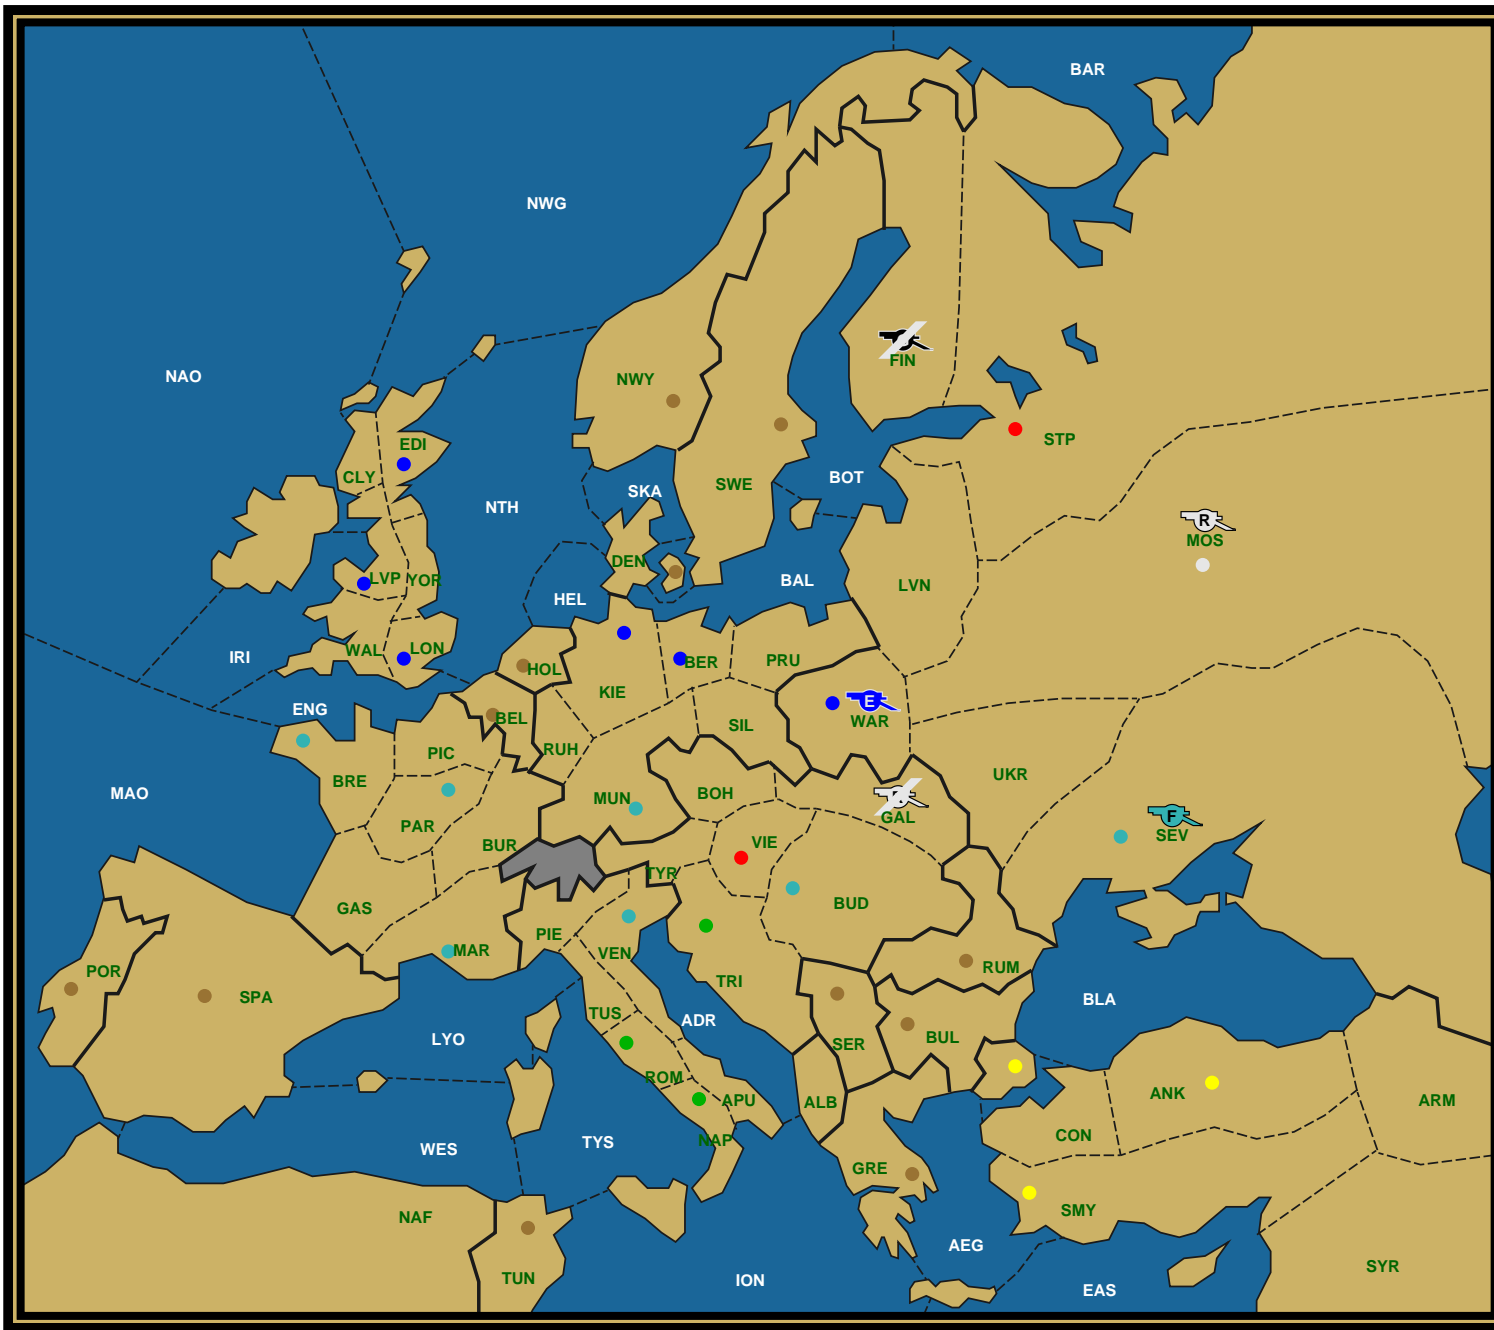 BAR
NWG
NAO
FIN
NWY
STP
EDI
CLY
SWE
BOT
SKA
NTH
R
MOS
DEN
LVP
YOR
BAL
LVN
HEL
IRI
WAL
LON
HOL
BER
PRU
KIE
ENG
BEL
E
WAR
SIL
PIC
RUH
UKR
BRE
MAO
MUN
BOH
GAL
F
SEV
PAR
BUR
VIE
TYR
BUD
GAS
PIE
VEN
MAR
POR
SPA
TRI
RUM
BLA
TUS
ADR
LYO
BUL
SER
ROM
APU
ALB
ANK
ARM
CON
NAP
TYS
WES
GRE
SMY
NAF
AEG
SYR
TUN
ION
EAS